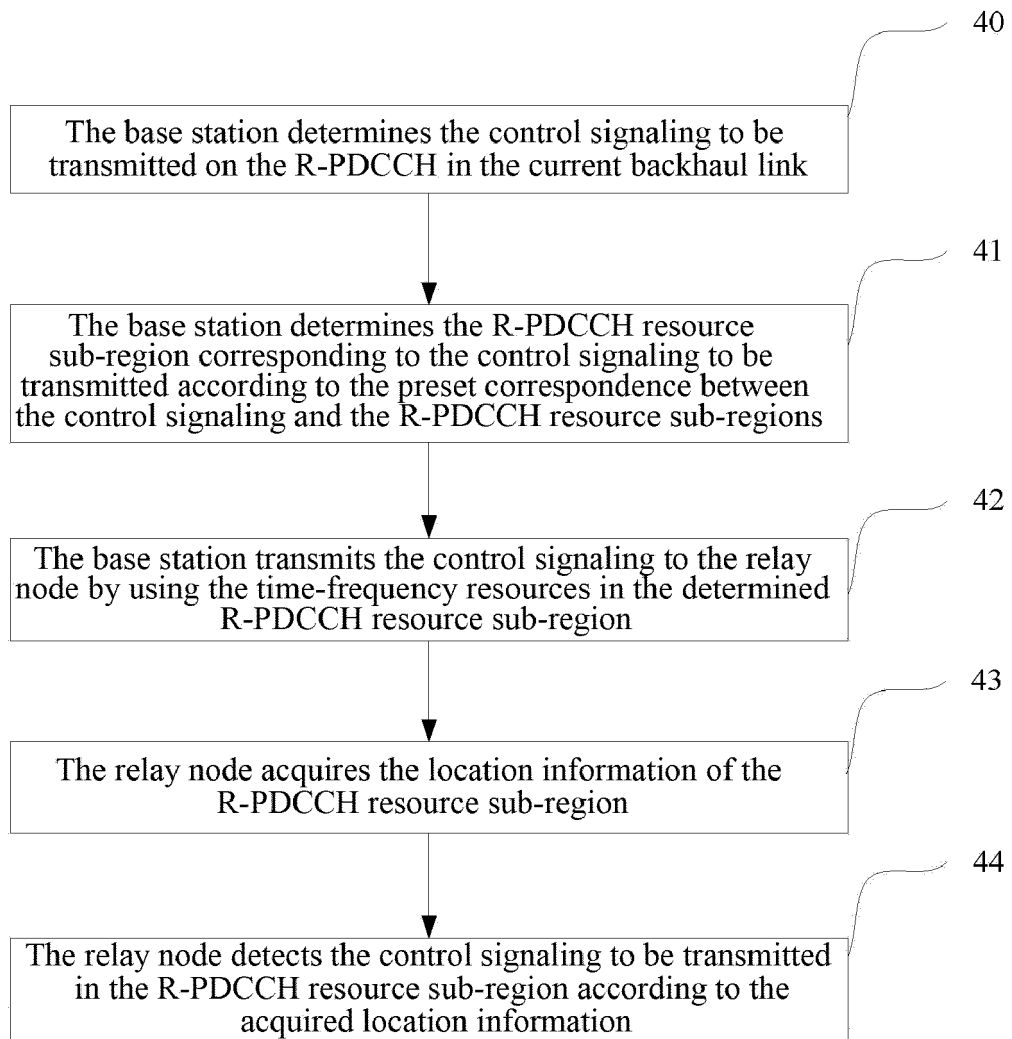 40
The base station determines the control signaling to be
transmitted on the R-PDCCH in the current backhaul link
41
The base station determines the R-PDCCH resource
sub-region corresponding to the control signaling to be
transmitted according to the preset correspondence between
the control signaling and the R-PDCCH resource sub-regions
42
The base station transmits the control signaling to the relay
node by using the time-frequency resources in the determined
R-PDCCH resource sub-region
43
The relay node acquires the location information of the
R-PDCCH resource sub-region
44
The relay node detects the control signaling to be transmitted
in the R-PDCCH resource sub-region according to the
acquired location information